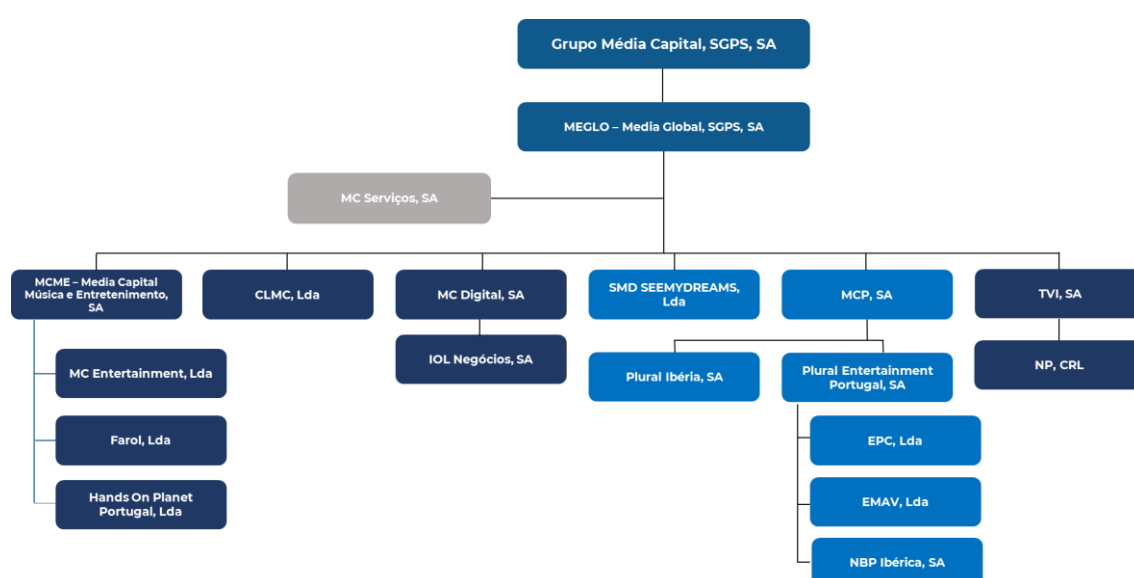 Grupo Média Capital, SGPS, SA
MEGLO – Media Global, SGPS, SA
MC Serviços, SA
MCME – Media Capital
Música e Entretenimento,
SA
CLMC, Lda
MC Digital, SA
SMD SEEMYDREAMS,
Lda
MCP, SA
TVI, SA
MC Entertainment, Lda
IOL Negócios, SA
Plural Ibéria, SA
Plural Entertainment
Portugal, SA
NP, CRL
Farol, Lda
EPC, Lda
Hands On Planet
Portugal, Lda
EMAV, Lda
NBP Ibérica, SA